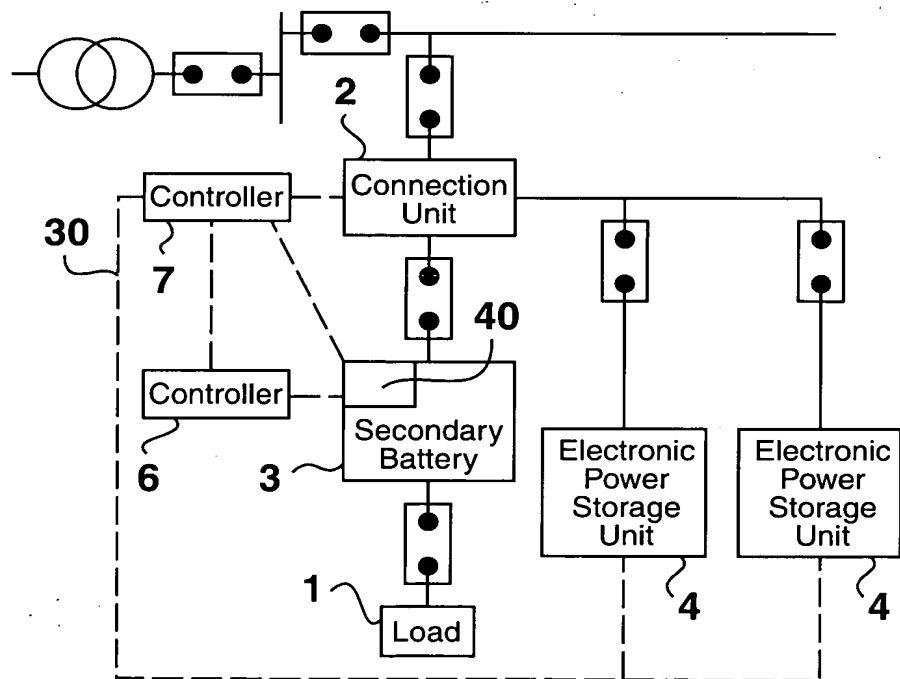 2
Connection
Unit
Controller
30
7
40
Controller
6
Secondary
Battery
3
Electronic
Power
Storage
Unit
4
Electronic
Power
Storage
Unit
4
1
Load